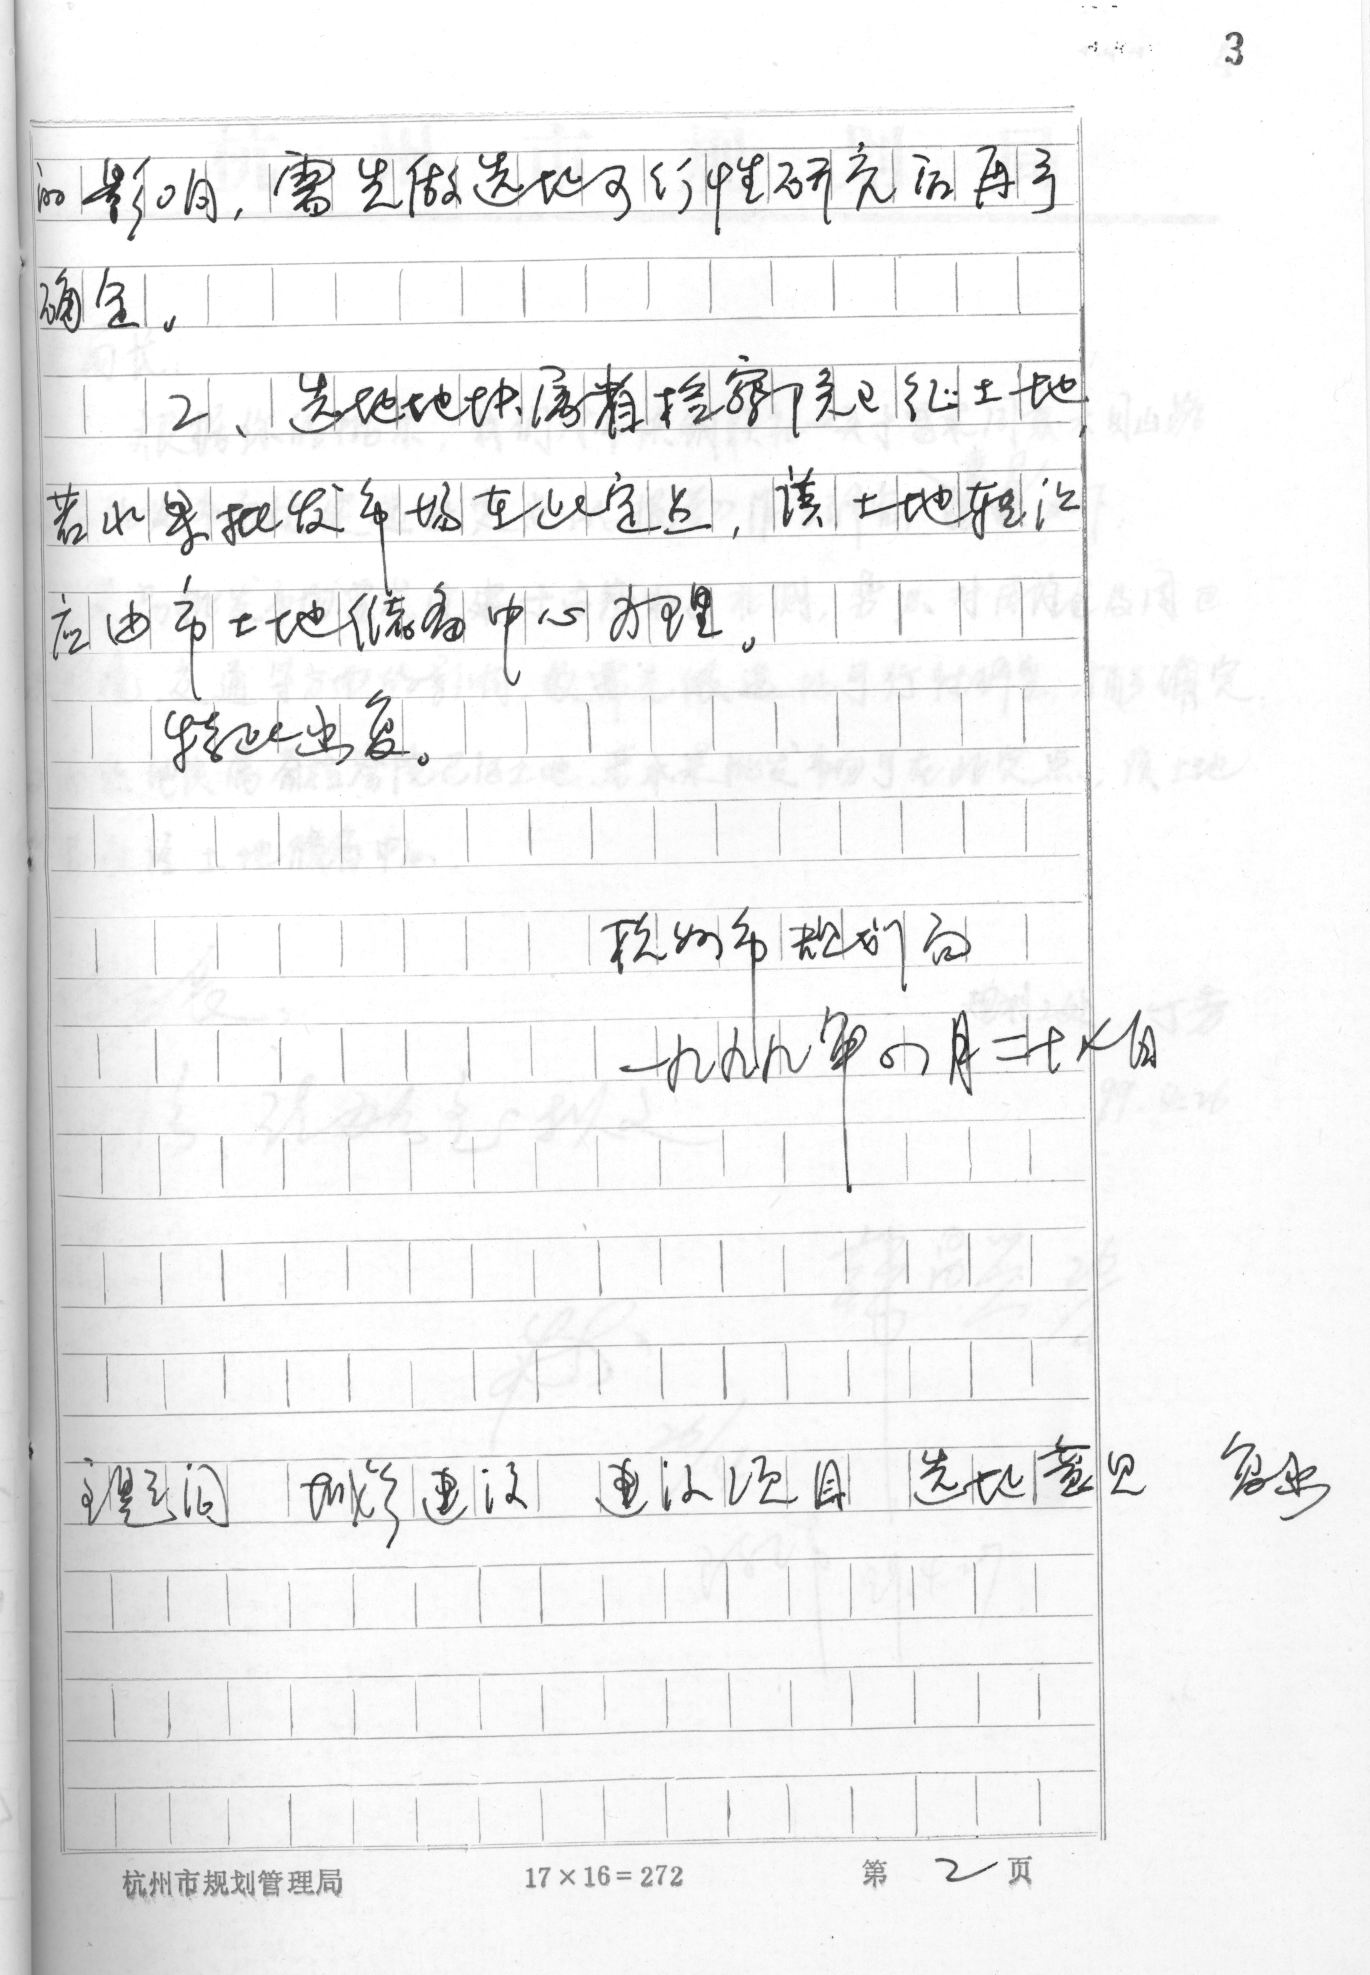 3
的影响,需先做选地可行性研究后再予
确定。
2、选地地块属省检察院已征土地,
若水果批发市场在此定点,该土地转让
应由市土地储备中心办理。
特此函复。
杭州市规划局
一九九九年四月二十八日
主题词 城乡建设 建设项目 选地意见 复函
杭州市规划管理局 17×16=272 第 2 页